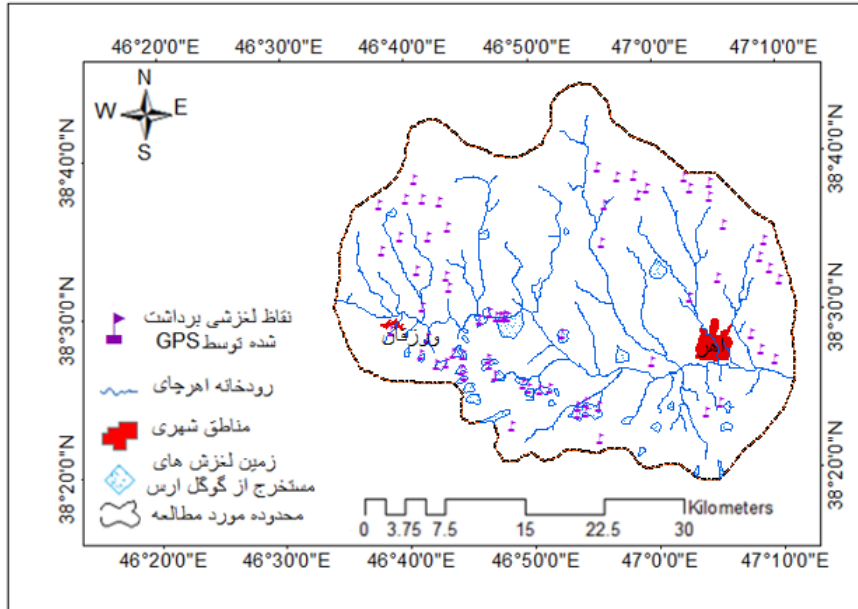 46°20'0"E 46°30'0"E 46°40'0"E 46°50'0"E 47°0'0"E 47°10'0"E
N
W E
S
38°40'0"N 38°40'0"N
38°30'0"N 38°30'0"N
38°20'0"N 38°20'0"N
ورزقان
اهر
نقاط لغزشی برداشت
شده توسط GPS
رودخانه اهرچای
مناطق شهری
زمین لغزش های
مستخرج از گوگل ارس
محدوده مورد مطالعه
Kilometers
0 3.75 7.5 15 22.5 30
46°20'0"E 46°30'0"E 46°40'0"E 46°50'0"E 47°0'0"E 47°10'0"E